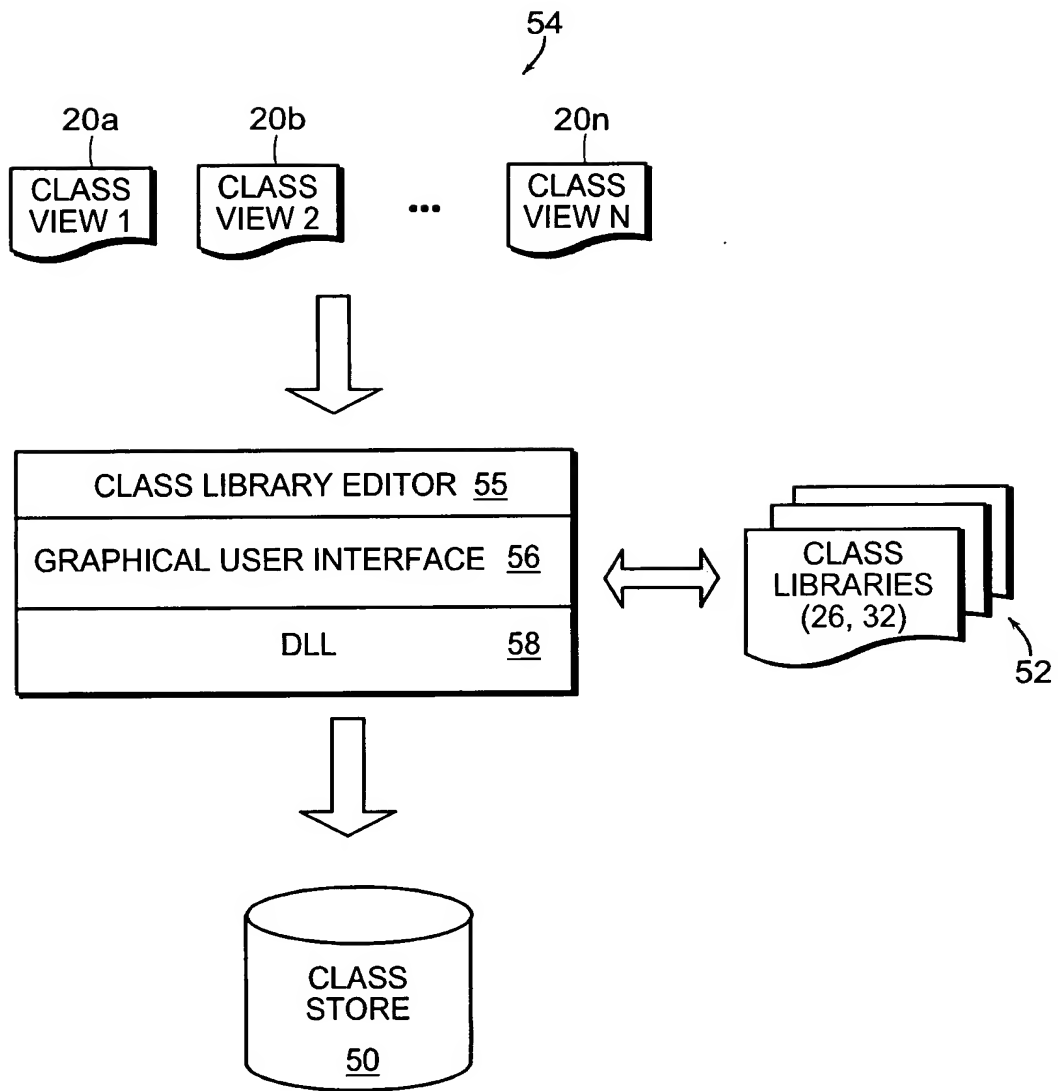 54
20a
20b
20n
CLASS
VIEW 1
CLASS
VIEW 2
...
CLASS
VIEW N
CLASS LIBRARY EDITOR 55
GRAPHICAL USER INTERFACE 56
DLL 58
CLASS
LIBRARIES
(26, 32)
52
CLASS
STORE
50